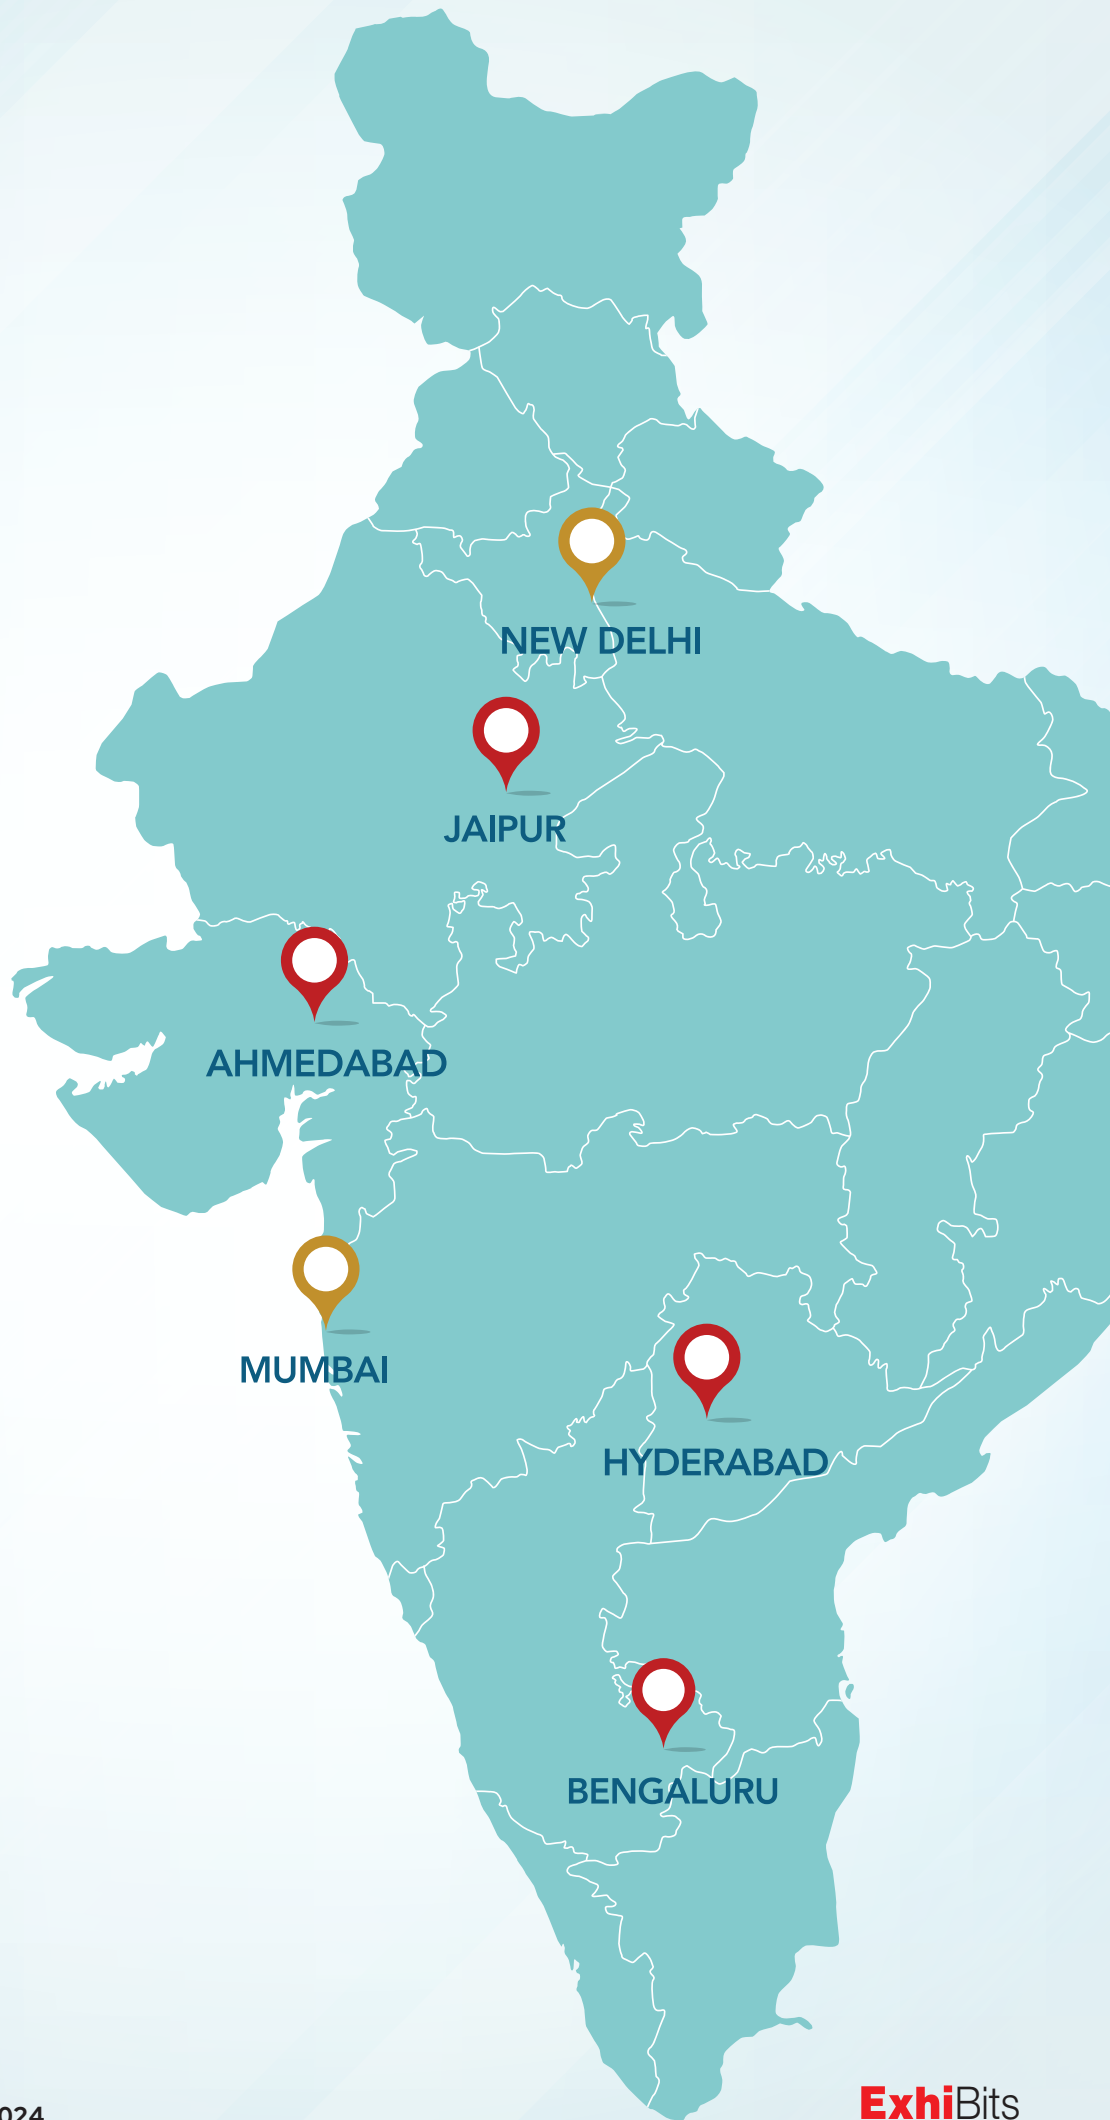 NEW DELHI
JAIPUR
AHMEDABAD
MUMBAI
HYDERABAD
BENGALURU
ExhiBits